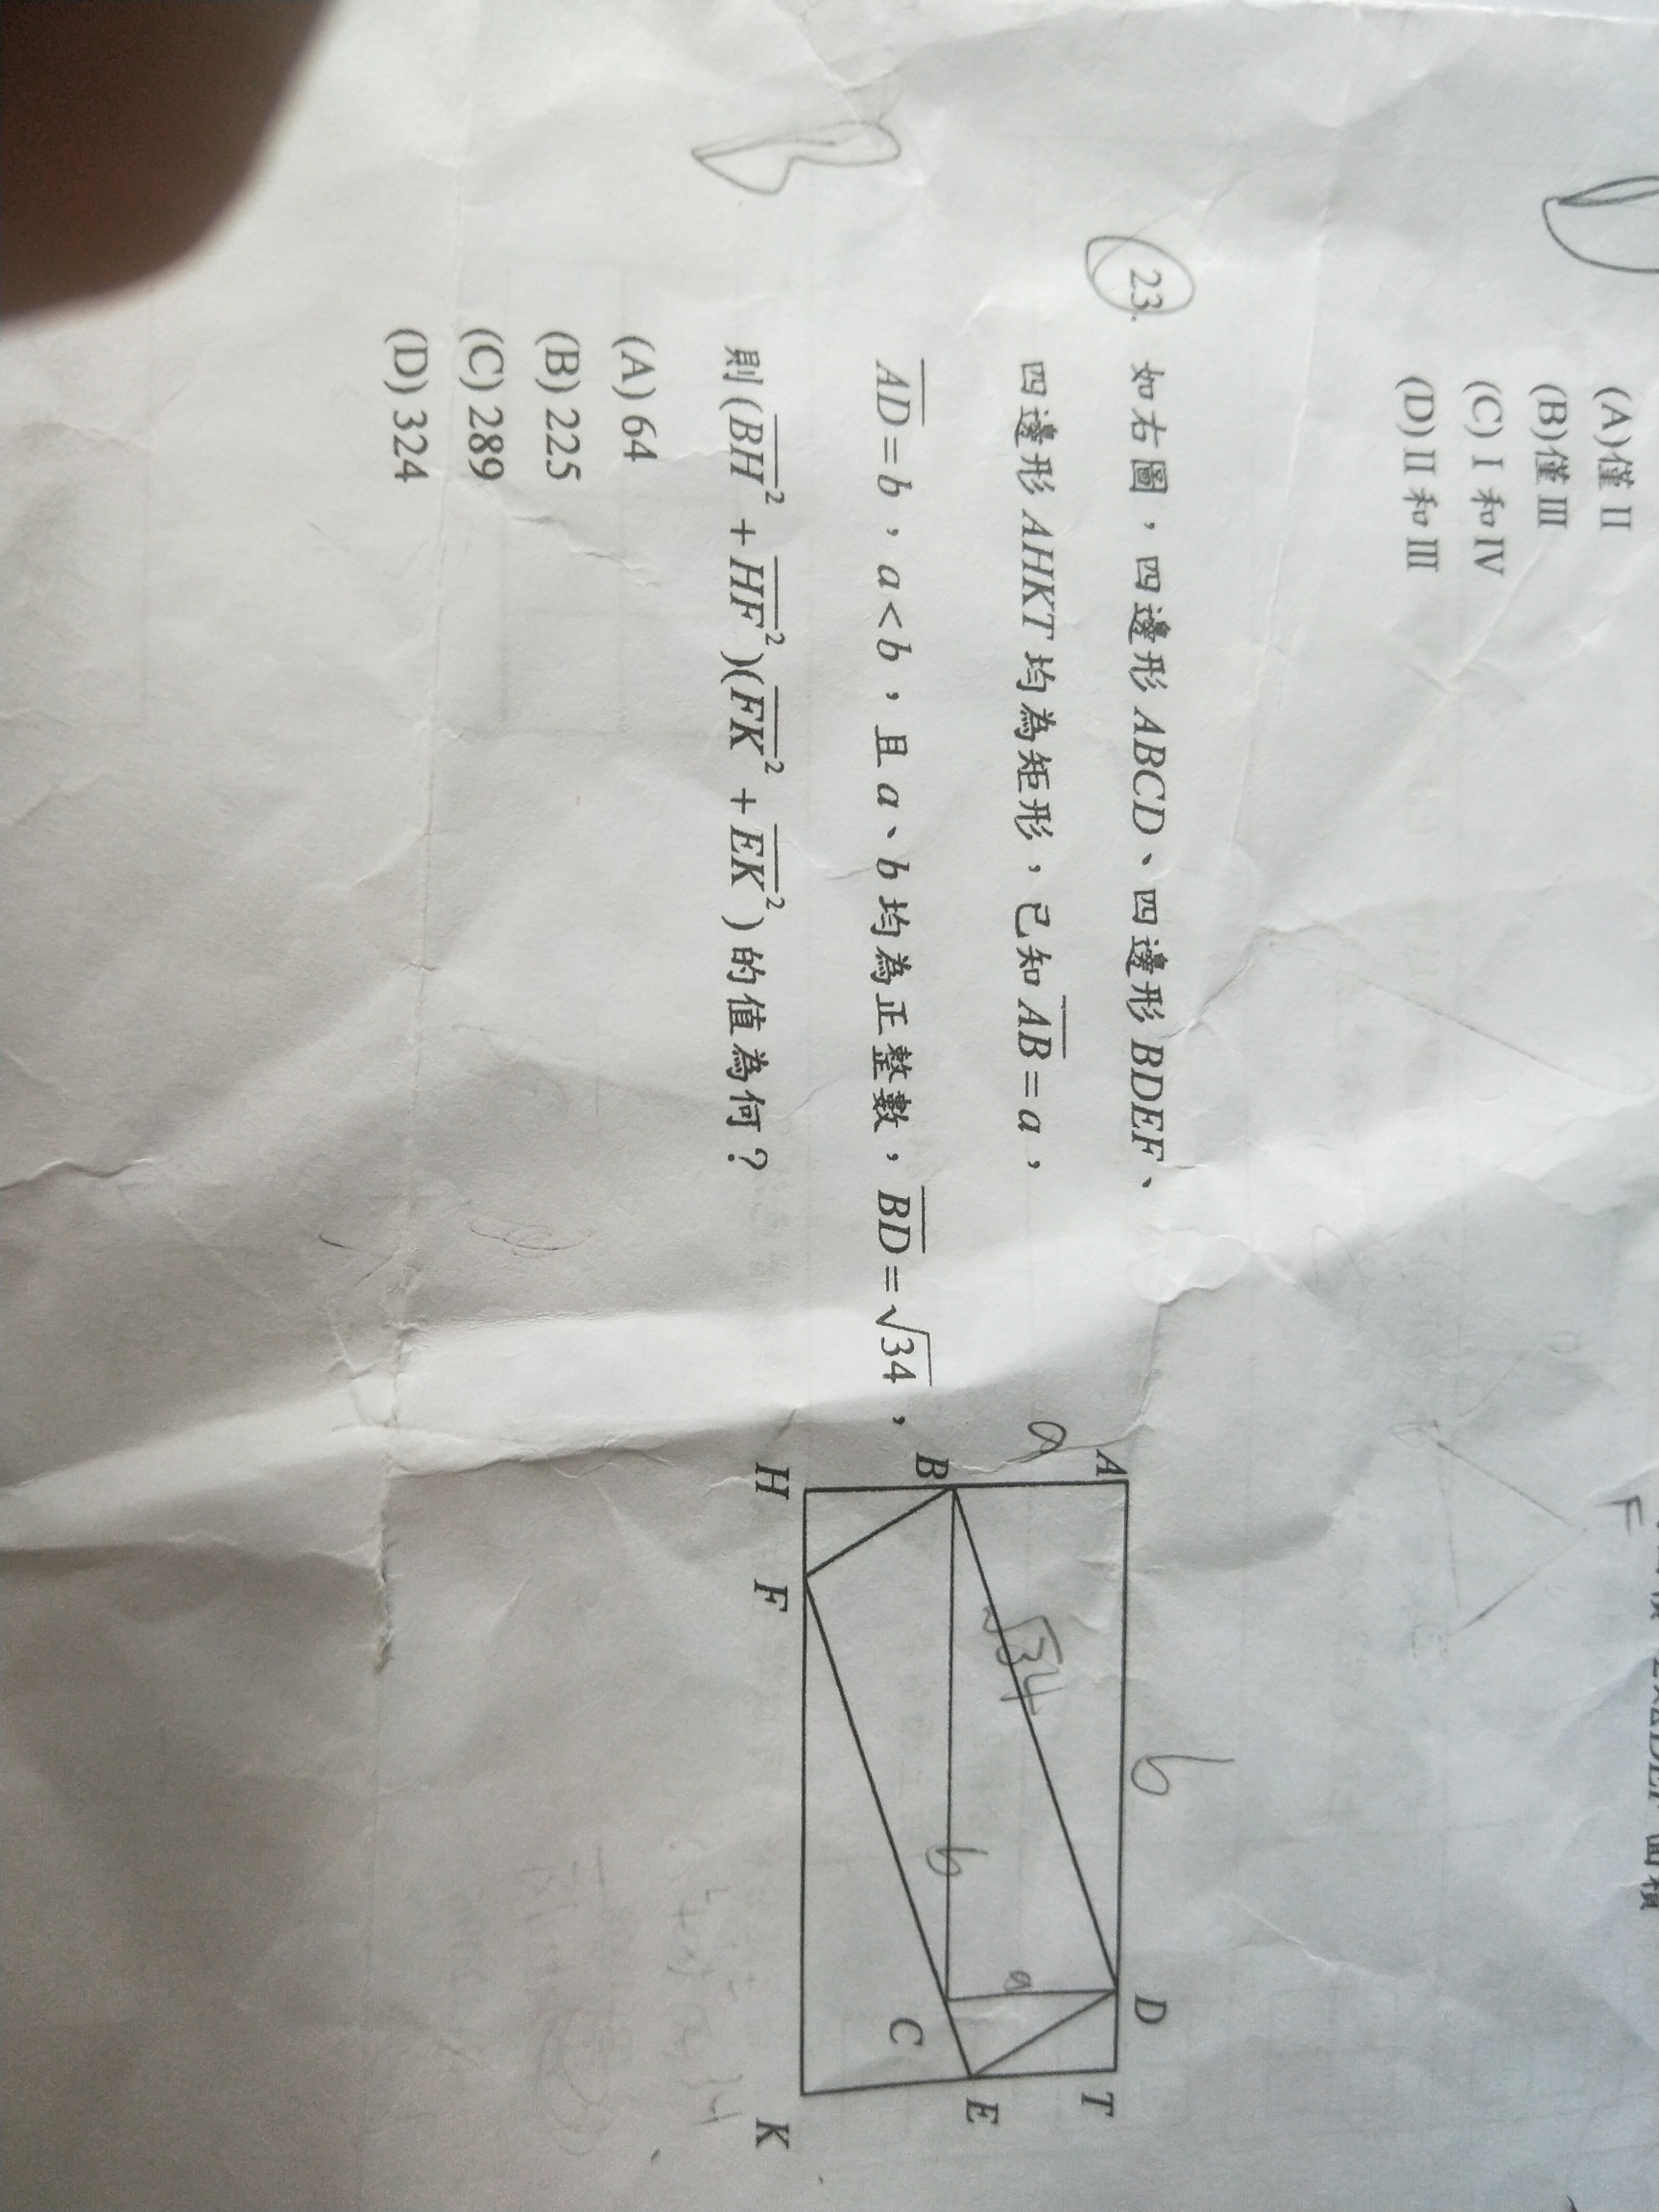 (A)僅 II
(B)僅 III
(C) I 和 IV
(D) II 和 III
23. 如右圖，四邊形 ABCD、四邊形 BDEF、
四邊形 AHKT 均為矩形，已知 AB = a，
AD = b，a < b，且 a、b 均為正整數，BD = √34，
則 (BH² + HF²)(FK² + EK²) 的值為何？
(A) 64
(B) 225
(C) 289
(D) 324
F
A
b
D
T
a
√34
a
B
b
C
E
H
F
K